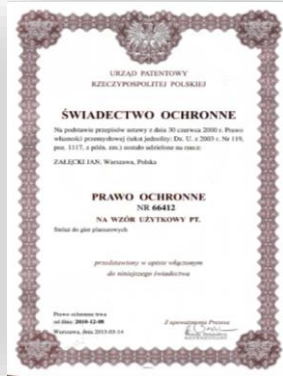 URZĄD PATENTOWY
RZECZYPOSPOLITEJ POLSKIEJ
ŚWIADECTWO OCHRONNE
Na podstawie przepisów ustawy z dnia 30 czerwca 2000 r. Prawo
własności przemysłowej (tekst jednolity: Dz. U. z 2003 r. Nr 119,
poz. 1117, z późn. zm.) zostało udzielone na rzecz:
ZAŁĘCKI JAN, Warszawa, Polska
PRAWO OCHRONNE
NR 66412
NA WZÓR UŻYTKOWY PT.
do gier planszowych
przedstawiony w opisie włączonym
do niniejszego świadectwa
Prawo ochronne trwa
od dnia: 2010-12-08
Z upoważnienia Prezesa
Warszawa, dnia 2013-03-14